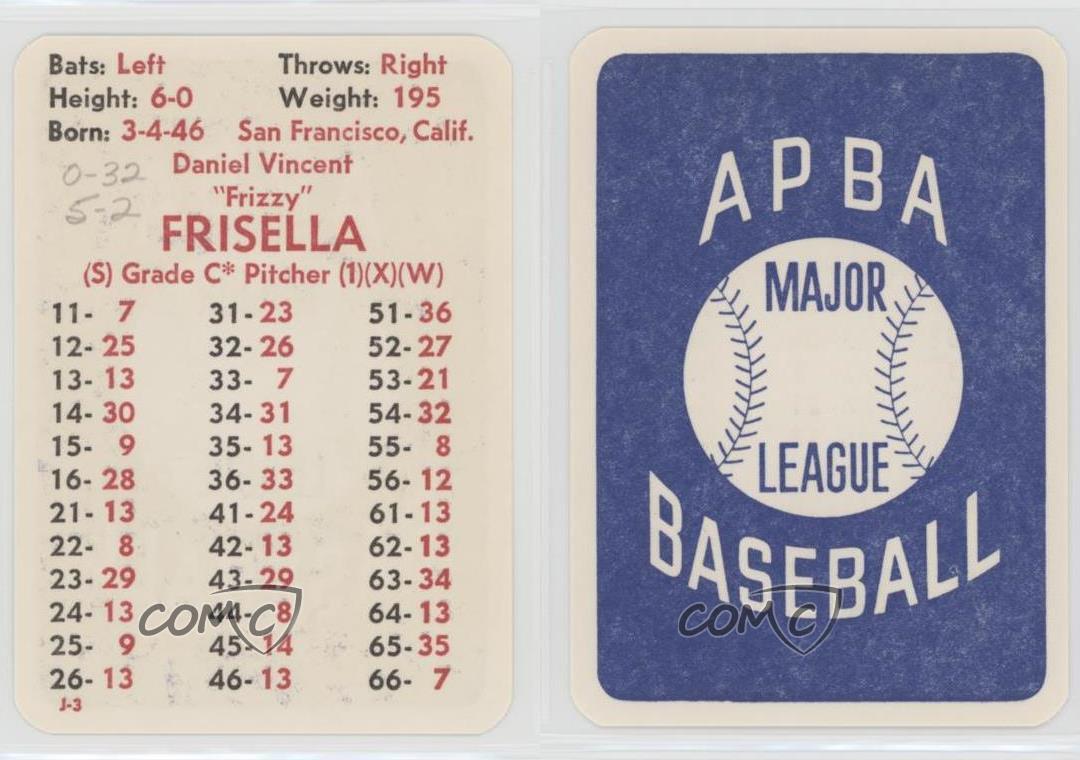 Bats: Left Throws: Right
Height: 6-0 Weight: 195
Born: 3-4-46 San Francisco, Calif.
Daniel Vincent
0-32
"Frizzy"
5-2
FRISELLA
(S) Grade C* Pitcher (1)(X)(W)
11- 7 31- 23 51- 36
12- 25 32- 26 52- 27
13- 13 33- 7 53- 21
14- 30 34- 31 54- 32
15- 9 35- 13 55- 8
16- 28 36- 33 56- 12
21- 13 41- 24 61- 13
22- 8 42- 13 62- 13
23- 29 43- 29 63- 34
24- 13 44- 8 64- 13
25- 9 45- 14 65- 35
26- 13 46- 13 66- 7
J-3
COMC
APBA
MAJOR
LEAGUE
BASEBALL
COMC